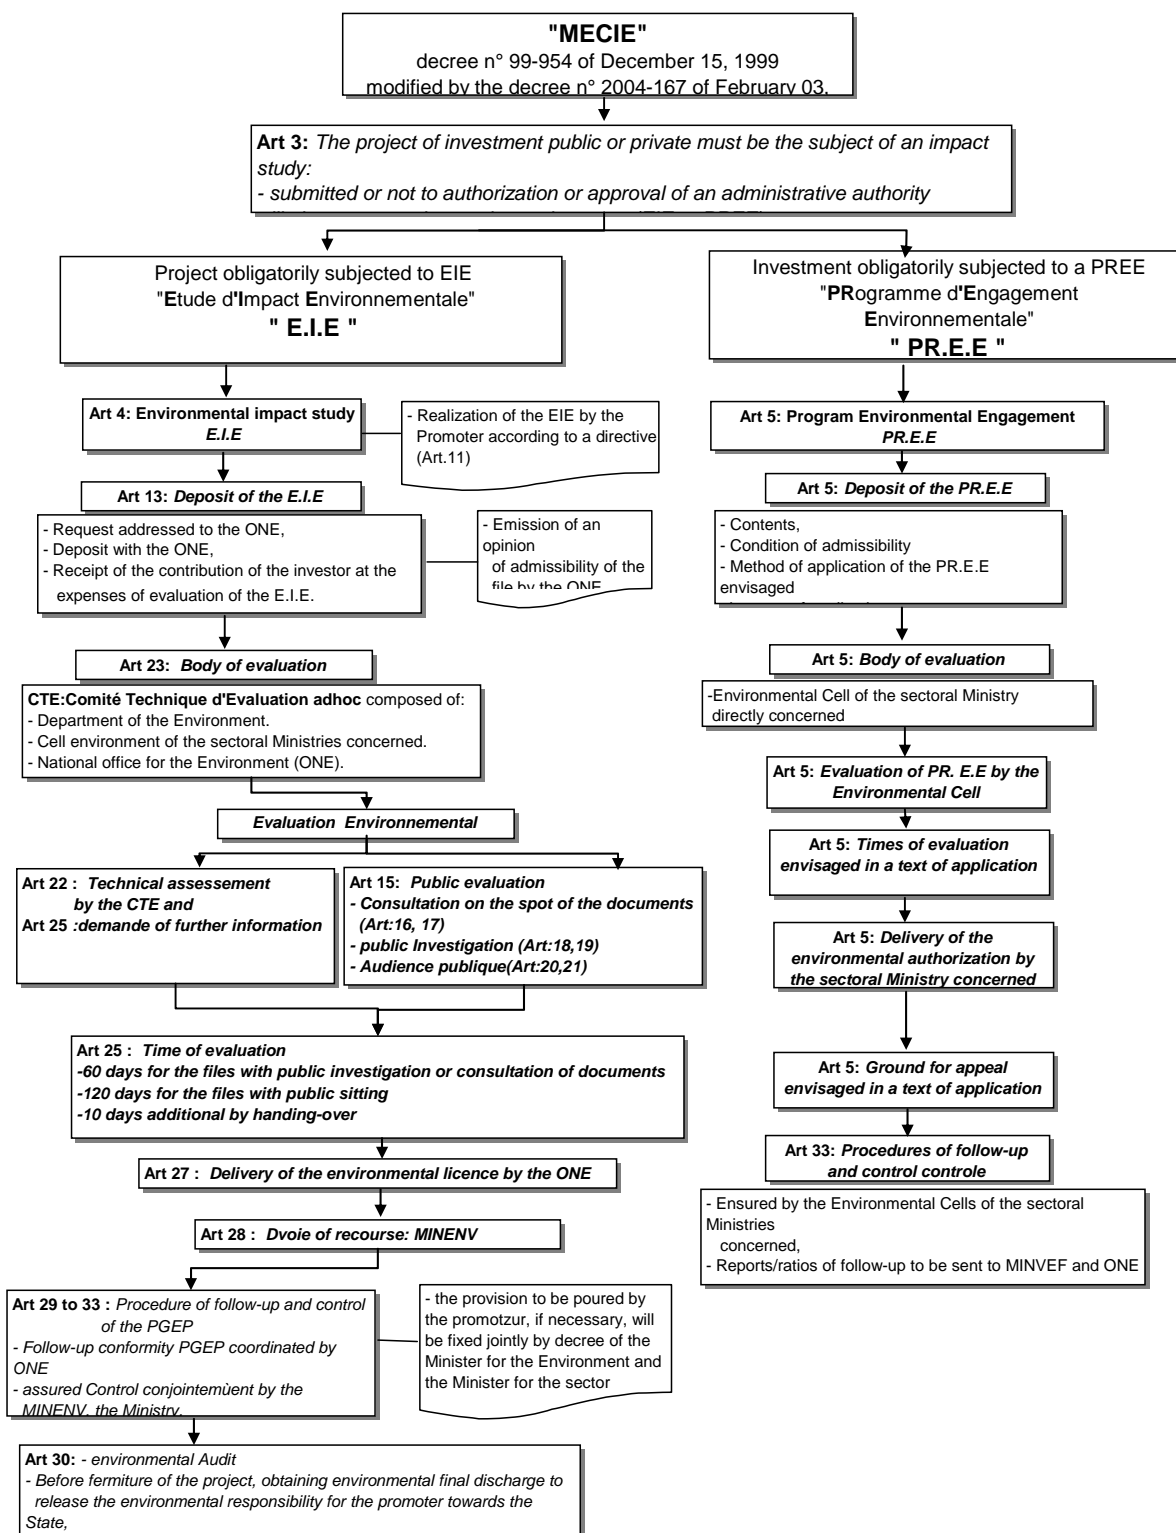 "MECIE"
decree n° 99-954 of December 15, 1999
modified by the decree n° 2004-167 of February 03,
Art 3: The project of investment public or private must be the subject of an impact
study:
- submitted or not to authorization or approval of an administrative authority
Project obligatorily subjected to EIE
"Etude d'Impact Environnementale"
" E.I.E "
Investment obligatorily subjected to a PREE
"PRogramme d'Engagement
Environnementale"
" PR.E.E "
Art 4: Environmental impact study
E.I.E
- Realization of the EIE by the
Promoter according to a directive
(Art.11)
Art 13: Deposit of the E.I.E
- Request addressed to the ONE,
- Deposit with the ONE,
- Receipt of the contribution of the investor at the
expenses of evaluation of the E.I.E.
- Emission of an
opinion
of admissibility of the
file by the ONE
Art 23: Body of evaluation
CTE:Comité Technique d'Evaluation adhoc composed of:
- Department of the Environment.
- Cell environment of the sectoral Ministries concerned.
- National office for the Environment (ONE).
Evaluation Environnemental
Art 22 : Technical assessement
by the CTE and
Art 25 :demande of further information
Art 15: Public evaluation
- Consultation on the spot of the documents
(Art:16, 17)
- public Investigation (Art:18,19)
- Audience publique(Art:20,21)
Art 25 : Time of evaluation
-60 days for the files with public investigation or consultation of documents
-120 days for the files with public sitting
-10 days additional by handing-over
Art 27 : Delivery of the environmental licence by the ONE
Art 28 : Dvoie of recourse: MINENV
Art 29 to 33 : Procedure of follow-up and control
of the PGEP
- Follow-up conformity PGEP coordinated by
ONE
- assured Control conjointemùent by the
MINENV, the Ministry,
- the provision to be poured by
the promotzur, if necessary, will
be fixed jointly by decree of the
Minister for the Environment and
the Minister for the sector
Art 30: - environmental Audit
- Before fermiture of the project, obtaining environmental final discharge to
release the environmental responsibility for the promoter towards the
State,
Art 5: Program Environmental Engagement
PR.E.E
Art 5: Deposit of the PR.E.E
- Contents,
- Condition of admissibility
- Method of application of the PR.E.E
envisaged
Art 5: Body of evaluation
-Environmental Cell of the sectoral Ministry
directly concerned
Art 5: Evaluation of PR. E.E by the
Environmental Cell
Art 5: Times of evaluation
envisaged in a text of application
Art 5: Delivery of the
environmental authorization by
the sectoral Ministry concerned
Art 5: Ground for appeal
envisaged in a text of application
Art 33: Procedures of follow-up
and control controle
- Ensured by the Environmental Cells of the sectoral
Ministries
concerned,
- Reports/ratios of follow-up to be sent to MINVEF and ONE